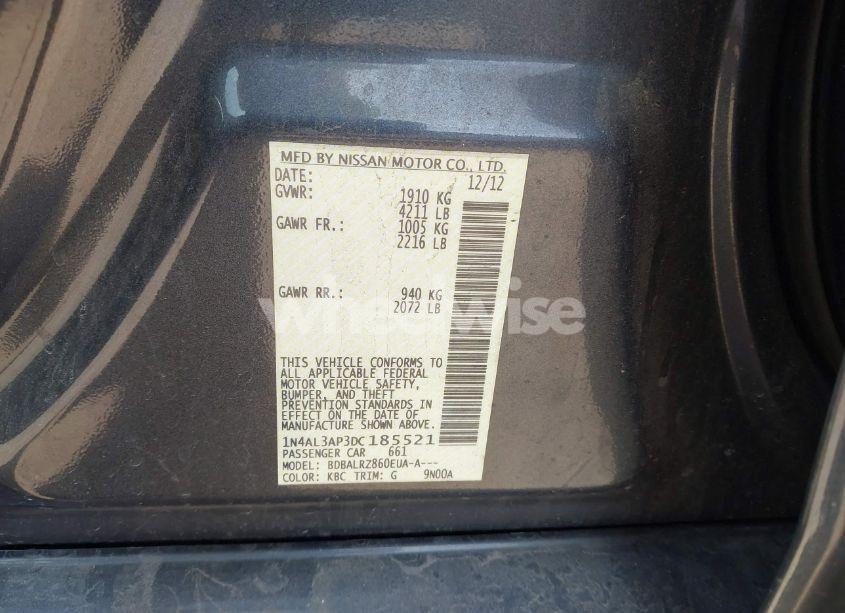 MFD BY NISSAN MOTOR CO., LTD.
DATE: 12/12
GVWR: 1910 KG
4211 LB
GAWR FR.: 1005 KG
2216 LB
GAWR RR.: 940 KG
2072 LB
wheelwise
THIS VEHICLE CONFORMS TO
ALL APPLICABLE FEDERAL
MOTOR VEHICLE SAFETY,
BUMPER, AND THEFT
PREVENTION STANDARDS IN
EFFECT ON THE DATE OF
MANUFACTURE SHOWN ABOVE.
1N4AL3AP3DC185521
PASSENGER CAR 661
MODEL: BDBALRZ860EUA-A---
COLOR: KBC TRIM: G 9N00A